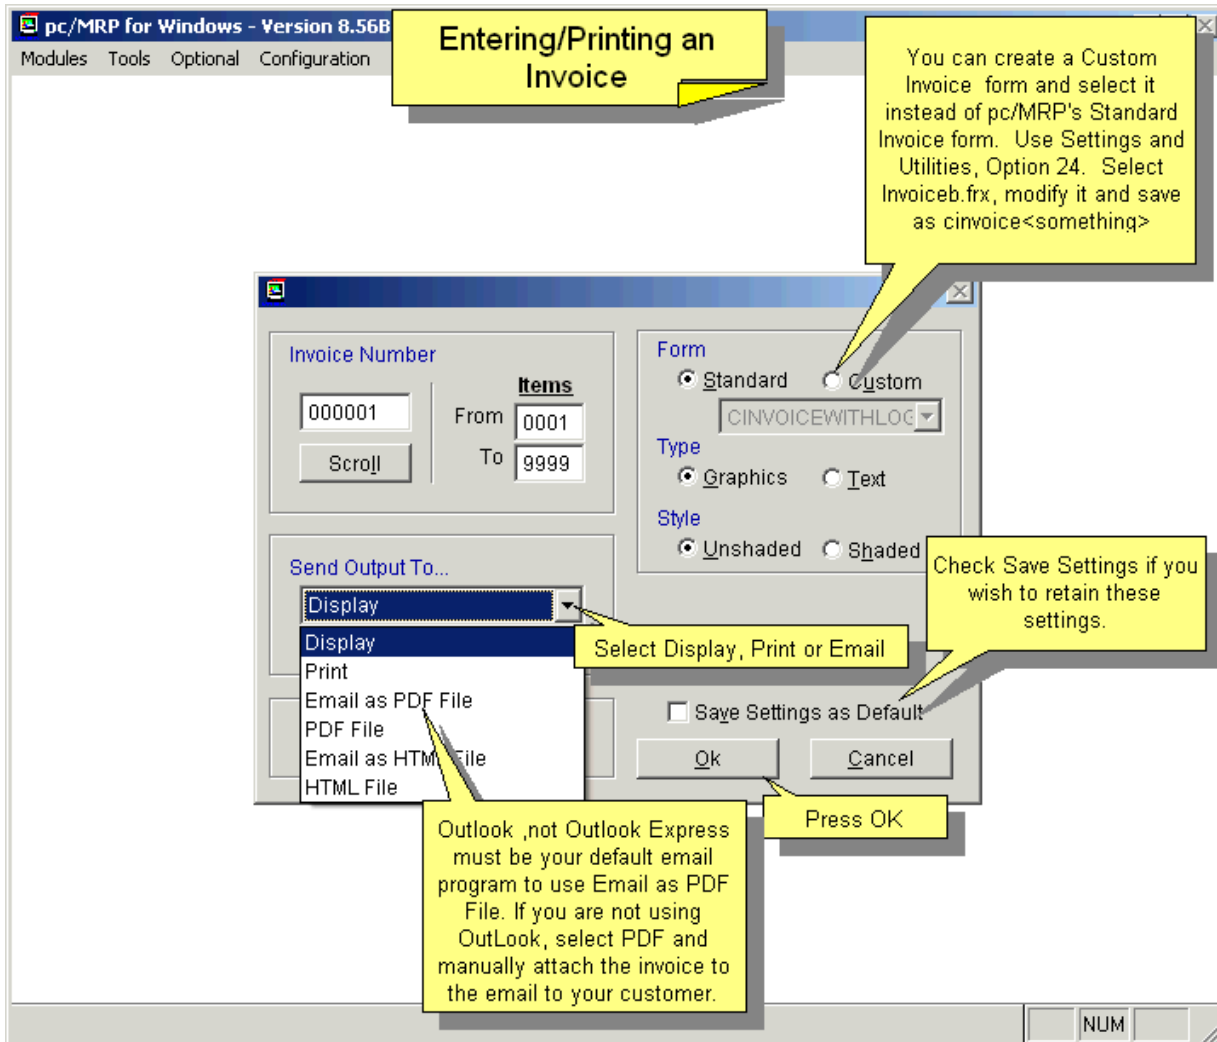 pc/MRP for Windows - Version 8.56B
Modules Tools Optional Configuration
Entering/Printing an
Invoice
You can create a Custom
Invoice form and select it
instead of pc/MRP's Standard
Invoice form. Use Settings and
Utilities, Option 24. Select
Invoiceb.frx, modify it and save
as cinvoice<something>
Invoice Number
Items
000001
From 0001
Scroll
To 9999
Form
Standard Custom
CINVOICEWITHLOG
Type
Graphics Text
Style
Unshaded Shaded
Send Output To...
Display
Display
Print
Email as PDF File
PDF File
Email as HTML File
HTML File
Select Display, Print or Email
Check Save Settings if you
wish to retain these
settings.
Save Settings as Default
Ok Cancel
Press OK
Outlook ,not Outlook Express
must be your default email
program to use Email as PDF
File. If you are not using
OutLook, select PDF and
manually attach the invoice to
the email to your customer.
NUM